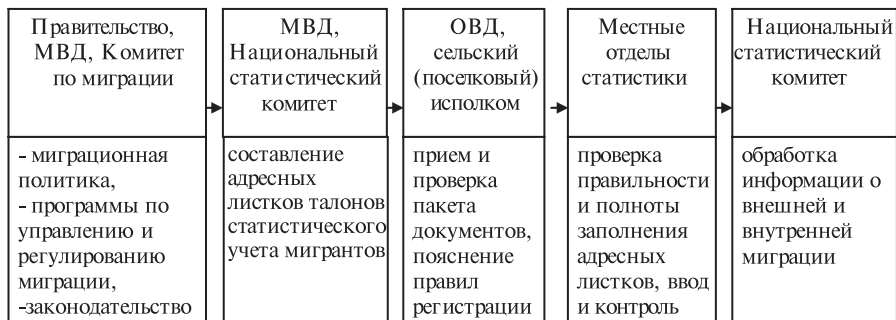 Правительство,
МВД, Комитет
по миграции
- миграционная
политика,
- программы по
управлению и
регулированию
миграции,
-законодательство
МВД,
Национальный
статистический
комитет
составление
адресных
листков талонов
статистического
учета мигрантов
ОВД,
сельский
(поселковый)
исполком
прием и
проверка
пакета
документов,
пояснение
правил
регистрации
Местные
отделы
статистики
проверка
правильности
и полноты
заполнения
адресных
листков, ввод
и контроль
Национальный
статистический
комитет
обработка
информации о
внешней и
внутренней
миграции